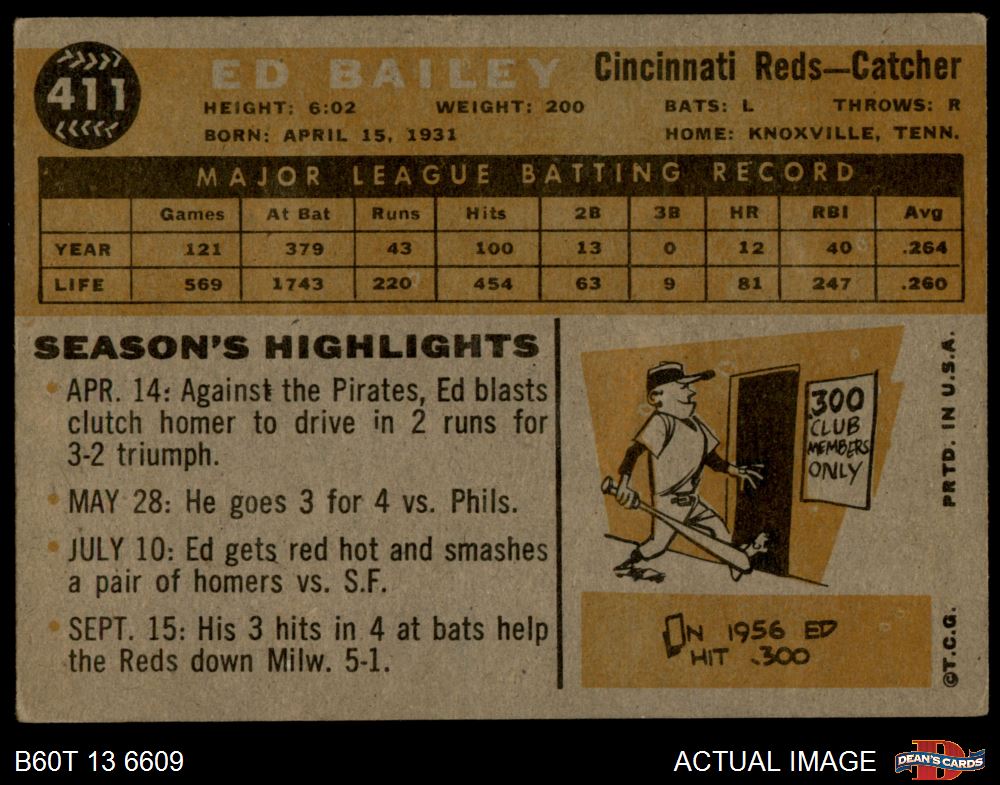 411
ED BAILEY Cincinnati Reds—Catcher
HEIGHT: 6:02 WEIGHT: 200 BATS: L THROWS: R
BORN: APRIL 15, 1931 HOME: KNOXVILLE, TENN.
MAJOR LEAGUE BATTING RECORD
Games At Bat Runs Hits 2B 3B HR RBI Avg
YEAR 121 379 43 100 13 0 12 40 .264
LIFE 569 1743 220 454 63 9 81 247 .260
SEASON'S HIGHLIGHTS
• APR. 14: Against the Pirates, Ed blasts
clutch homer to drive in 2 runs for
3-2 triumph.
• MAY 28: He goes 3 for 4 vs. Phils.
• JULY 10: Ed gets red hot and smashes
a pair of homers vs. S.F.
• SEPT. 15: His 3 hits in 4 at bats help
the Reds down Milw. 5-1.
.300
CLUB
MEMBERS
ONLY
IN 1956 ED
HIT .300
©T.C.G. PRTD. IN U.S.A.
B60T 13 6609 ACTUAL IMAGE DEAN'S CARDS